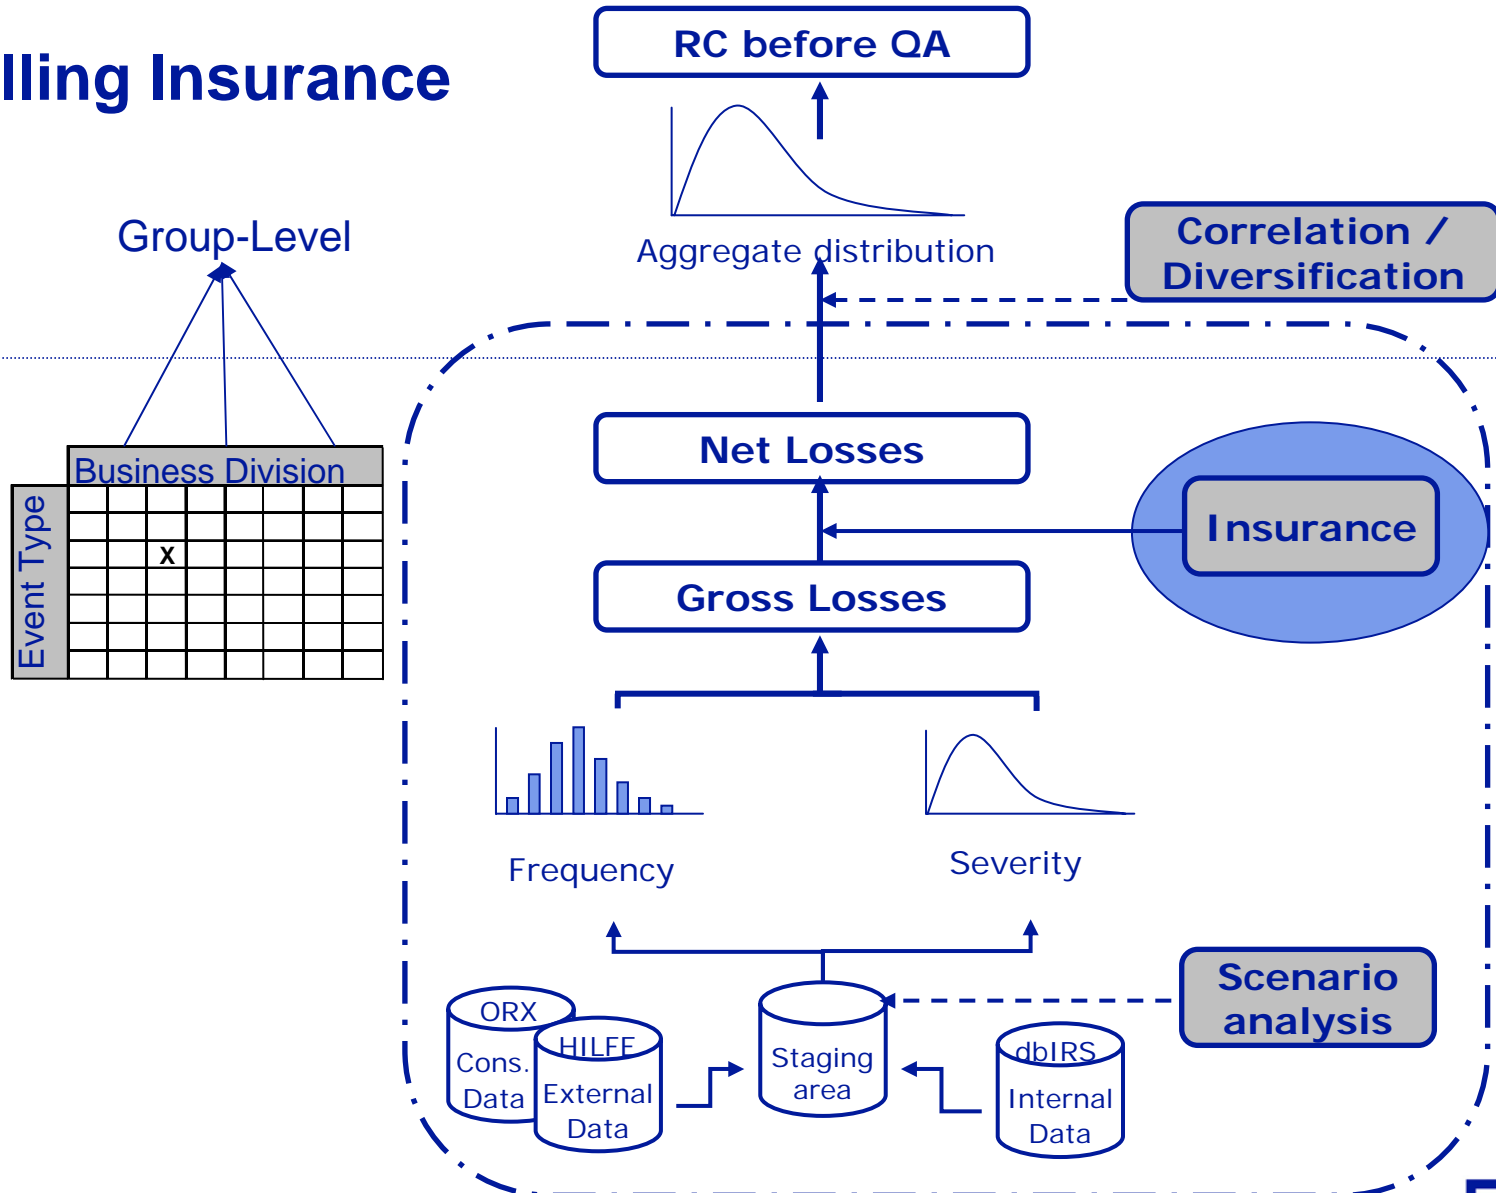 lling Insurance
RC before QA
Aggregate distribution
Correlation /
Diversification
Group-Level
Business Division
Event Type
X
Net Losses
Insurance
Gross Losses
Frequency
Severity
Scenario
analysis
ORX
Cons.
Data
HILFE
External
Data
Staging
area
dbIRS
Internal
Data